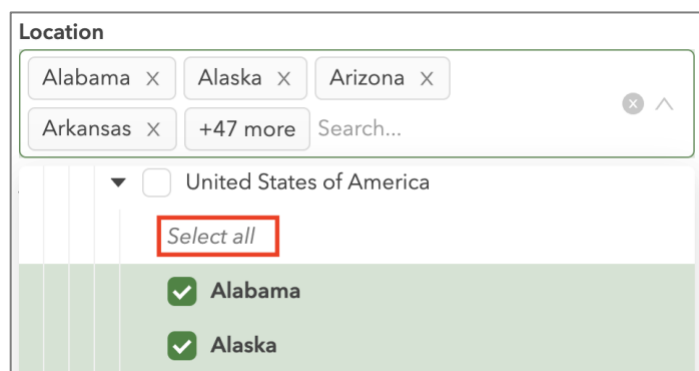 Location
Alabama × Alaska × Arizona ×
Arkansas × +47 more Search...
United States of America
Select all
Alabama
Alaska